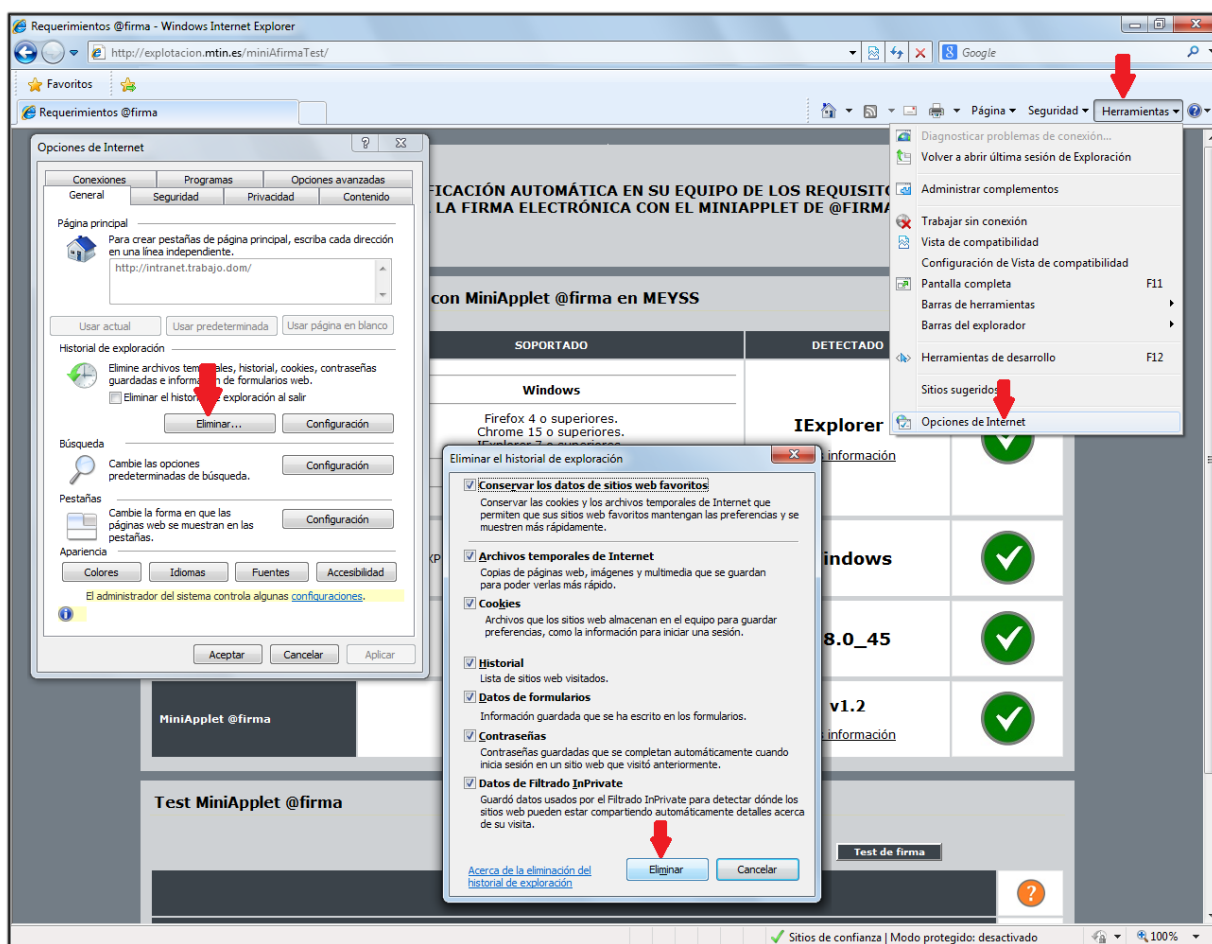 Requerimientos @firma - Windows Internet Explorer
http://explotacion.mtin.es/miniAfirmaTest/
Google
Favoritos
Requerimientos @firma
Página
Seguridad
Herramientas
Opciones de Internet
Conexiones
Programas
Opciones avanzadas
General
Seguridad
Privacidad
Contenido
Página principal
Para crear pestañas de página principal, escriba cada dirección
en una línea independiente.
http://intranet.trabajo.dom/
Usar actual
Usar predeterminada
Usar página en blanco
Historial de exploración
Elimine archivos temporales, historial, cookies, contraseñas
guardadas e información de formularios web.
Eliminar el historial de exploración al salir
Eliminar...
Configuración
Búsqueda
Cambie las opciones
predeterminadas de búsqueda.
Configuración
Pestañas
Cambie la forma en que las
páginas web se muestran en las
pestañas.
Configuración
Apariencia
Colores
Idiomas
Fuentes
Accesibilidad
El administrador del sistema controla algunas configuraciones.
Aceptar
Cancelar
Aplicar
Diagnosticar problemas de conexión...
Volver a abrir última sesión de Exploración
Administrar complementos
Trabajar sin conexión
Vista de compatibilidad
Configuración de Vista de compatibilidad
Pantalla completa F11
Barras de herramientas
Barras del explorador
Herramientas de desarrollo F12
Sitios sugeridos
Opciones de Internet
FICACIÓN AUTOMÁTICA EN SU EQUIPO DE LOS REQUISITO
LA FIRMA ELECTRÓNICA CON EL MINIAPPLET DE @FIRMA
con MiniApplet @firma en MEYSS
SOPORTADO
DETECTADO
Windows
Firefox 4 o superiores.
Chrome 15 o superiores.
IExplorer 7 o superiores.
IExplorer
información
indows
8.0_45
MiniApplet @firma
v1.2
información
Eliminar el historial de exploración
Conservar los datos de sitios web favoritos
Conservar las cookies y los archivos temporales de Internet que
permiten que sus sitios web favoritos mantengan las preferencias y se
muestren más rápidamente.
Archivos temporales de Internet
Copias de páginas web, imágenes y multimedia que se guardan
para poder verlas más rápido.
Cookies
Archivos que los sitios web almacenan en el equipo para guardar
preferencias, como la información para iniciar una sesión.
Historial
Lista de sitios web visitados.
Datos de formularios
Información guardada que se ha escrito en los formularios.
Contraseñas
Contraseñas guardadas que se completan automáticamente cuando
inicia sesión en un sitio web que visitó anteriormente.
Datos de Filtrado InPrivate
Guardó datos usados por el Filtrado InPrivate para detectar dónde los
sitios web pueden estar compartiendo automáticamente detalles acerca
de su visita.
Acerca de la eliminación del
historial de exploración
Eliminar
Cancelar
Test MiniApplet @firma
Test de firma
Sitios de confianza | Modo protegido: desactivado
100%